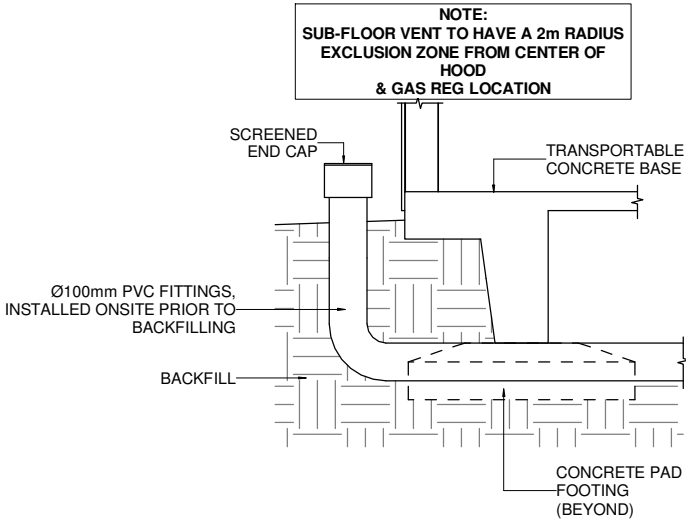 NOTE:
SUB-FLOOR VENT TO HAVE A 2m RADIUS
EXCLUSION ZONE FROM CENTER OF
HOOD
& GAS REG LOCATION
SCREENED
END CAP
TRANSPORTABLE
CONCRETE BASE
Ø100mm PVC FITTINGS,
INSTALLED ONSITE PRIOR TO
BACKFILLING
BACKFILL
CONCRETE PAD
FOOTING
(BEYOND)